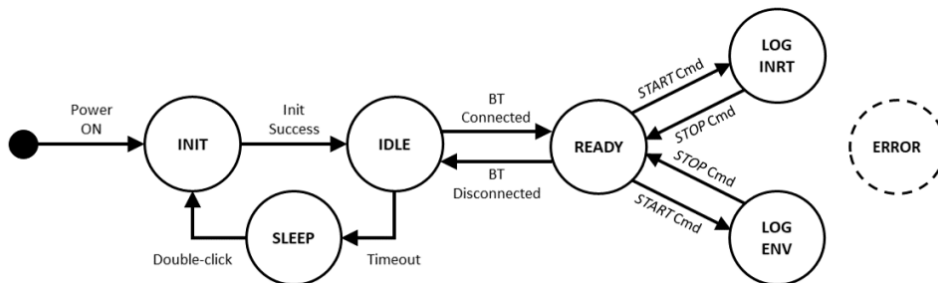 Power
ON
INIT
Init
Success
IDLE
BT
Connected
BT
Disconnected
READY
START Cmd
STOP Cmd
LOG
INRT
STOP Cmd
START Cmd
LOG
ENV
ERROR
SLEEP
Double-click
Timeout